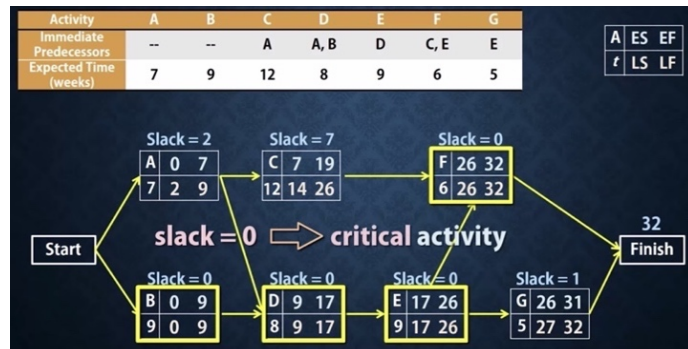 Activity A B C D E F G
Immediate Predecessors -- -- A A, B D C, E E
Expected Time (weeks) 7 9 12 8 9 6 5
A ES EF
t LS LF
Slack = 2 Slack = 7 Slack = 0
A 0 7 C 7 19 F 26 32
7 2 9 12 14 26 6 26 32
32
Start slack = 0 critical activity Finish
Slack = 0 Slack = 0 Slack = 0 Slack = 1
B 0 9 D 9 17 E 17 26 G 26 31
9 0 9 8 9 17 9 17 26 5 27 32